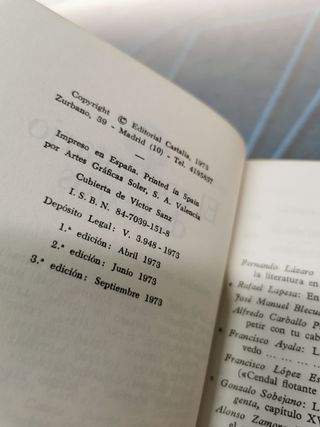 Copyright © Editorial Castalia, 1973
Zurbano, 39 - Madrid (10) - Tel. 4195857
Impreso en España. Printed in Spain
por Artes Gráficas Soler, S. A. Valencia
Cubierta de Víctor Sanz
I. S. B. N. 84-7039-151-8
Depósito Legal: V. 3.948 - 1973
1.ª edición: Abril 1973
2.ª edición: Junio 1973
3.ª edición: Septiembre 1973
Fernando Lázaro
la literatura en
Rafael Lapesa: En
José Manuel Blecu
Alfredo Carballo P
petir con tu cab
Francisco Ayala: L
vedo ... ... ...
Francisco López Es
(«Cendal flotante
Gonzalo Sobejano: L
genta, capítulo XV
Alonso Zamora
el